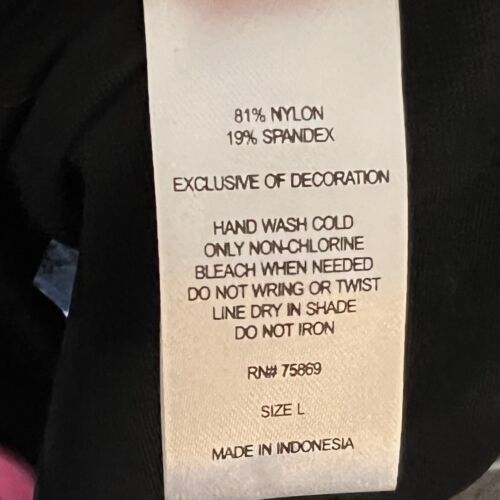 81% NYLON
19% SPANDEX
EXCLUSIVE OF DECORATION
HAND WASH COLD
ONLY NON-CHLORINE
BLEACH WHEN NEEDED
DO NOT WRING OR TWIST
LINE DRY IN SHADE
DO NOT IRON
RN# 75869
SIZE L
MADE IN INDONESIA